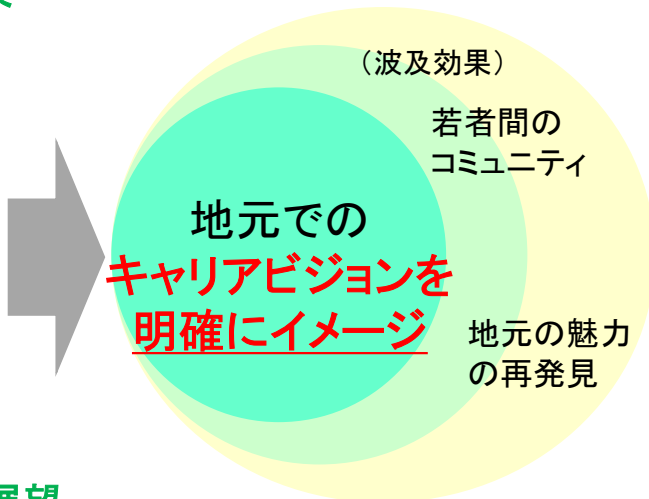 （波及効果）
若者間の
コミュニティ
地元での
キャリアビジョンを
明確にイメージ
地元の魅力
の再発見
展望